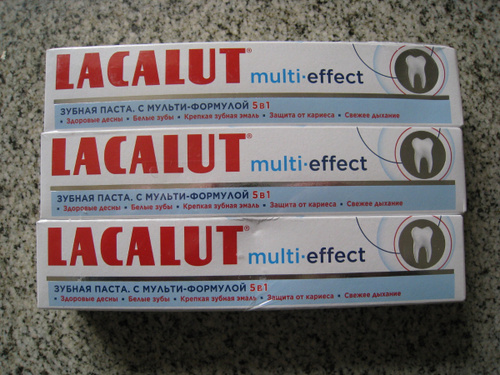 LACALUT® multi·effect
ЗУБНАЯ ПАСТА. С МУЛЬТИ-ФОРМУЛОЙ 5 в 1
• Здоровые десны • Белые зубы • Крепкая зубная эмаль • Защита от кариеса • Свежее дыхание
LACALUT® multi·effect
ЗУБНАЯ ПАСТА. С МУЛЬТИ-ФОРМУЛОЙ 5 в 1
• Здоровые десны • Белые зубы • Крепкая зубная эмаль • Защита от кариеса • Свежее дыхание
LACALUT® multi·effect
ЗУБНАЯ ПАСТА. С МУЛЬТИ-ФОРМУЛОЙ 5 в 1
• Здоровые десны • Белые зубы • Крепкая зубная эмаль • Защита от кариеса • Свежее дыхание